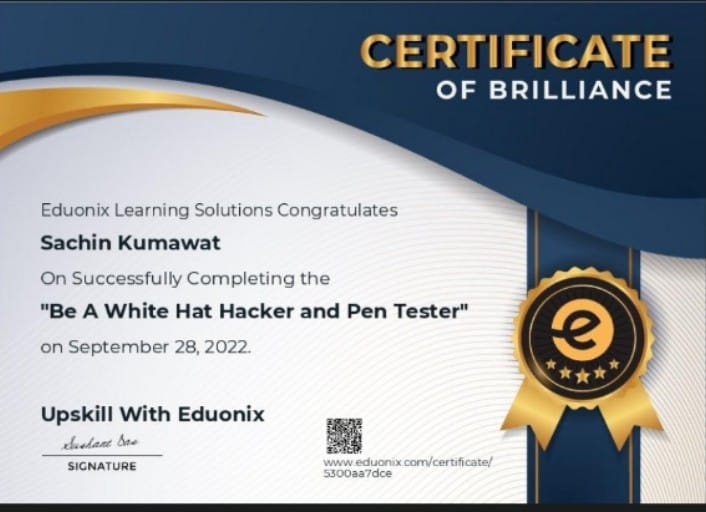 CERTIFICATE
OF BRILLIANCE
Eduonix Learning Solutions Congratulates
Sachin Kumawat
On Successfully Completing the
"Be A White Hat Hacker and Pen Tester"
on September 28, 2022.
Upskill With Eduonix
Sushant Das
SIGNATURE
www.eduonix.com/certificate/
5300aa7dce
e